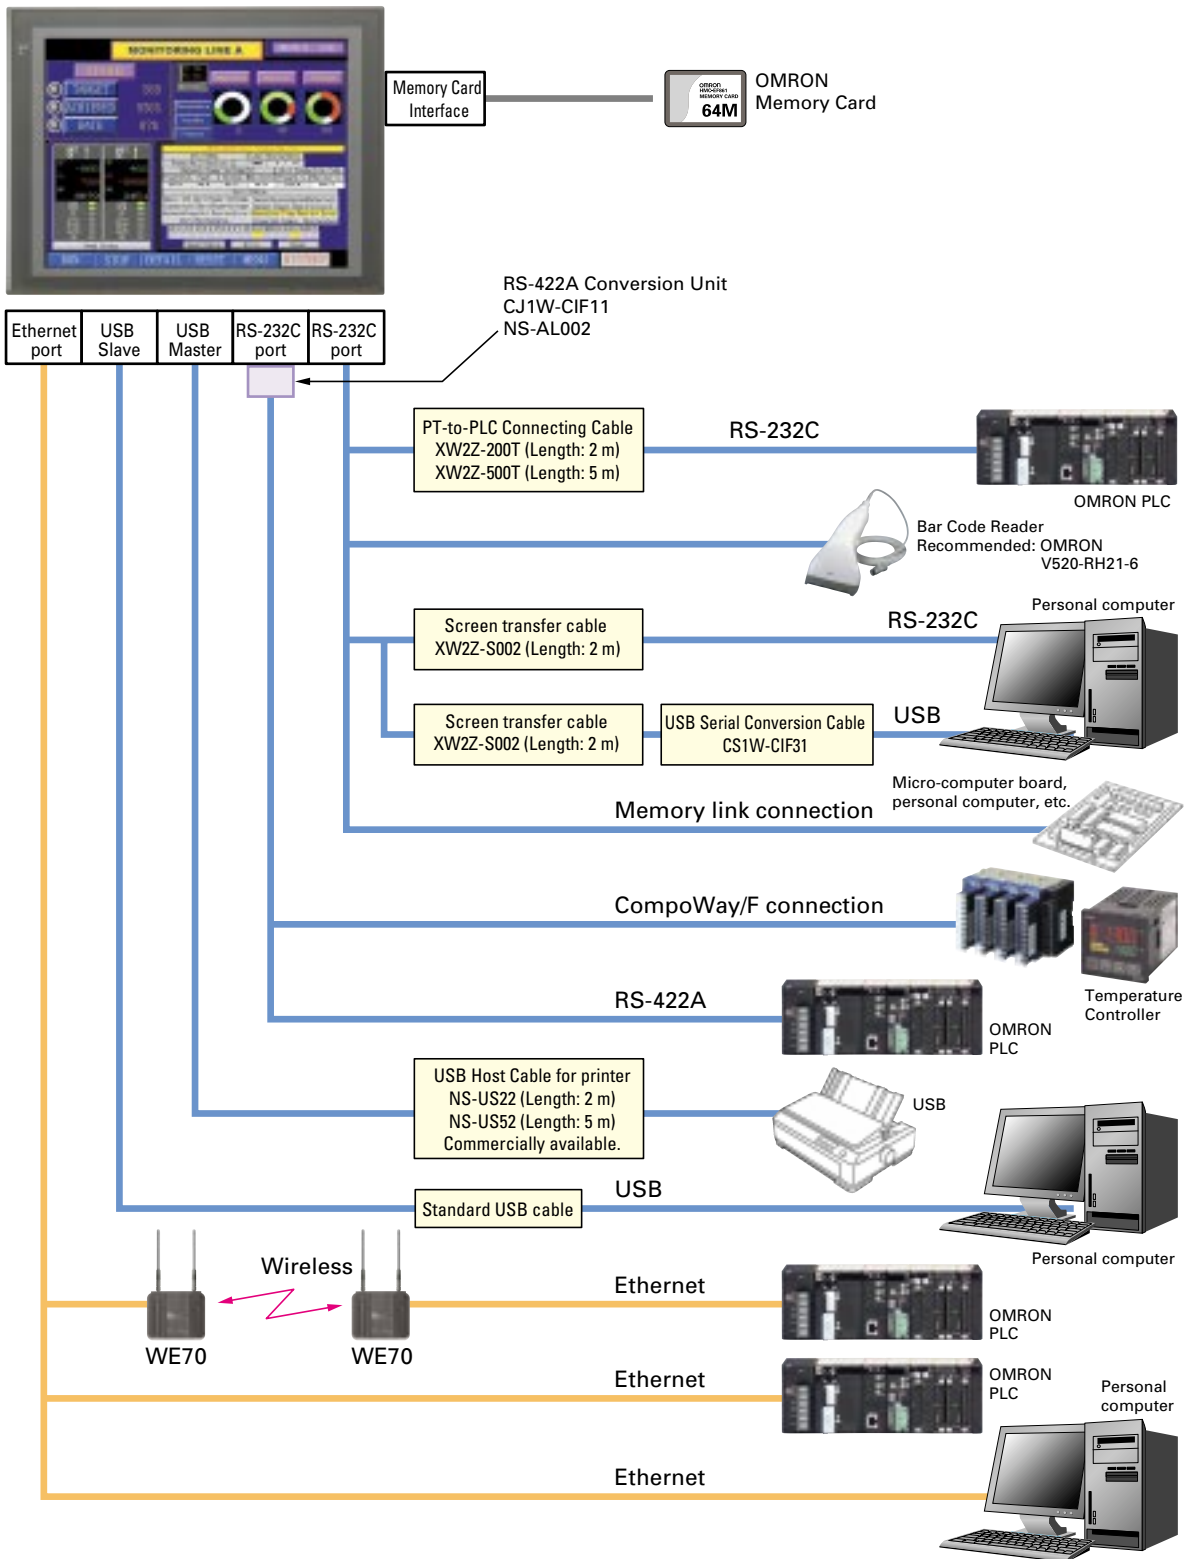 MONITORING LINE A
Memory Card
Interface
OMRON
HMC-EF861
MEMORY CARD
64M
OMRON
Memory Card
RS-422A Conversion Unit
CJ1W-CIF11
NS-AL002
Ethernet
port
USB
Slave
USB
Master
RS-232C
port
RS-232C
port
PT-to-PLC Connecting Cable
XW2Z-200T (Length: 2 m)
XW2Z-500T (Length: 5 m)
RS-232C
OMRON PLC
Bar Code Reader
Recommended: OMRON
V520-RH21-6
Personal computer
Screen transfer cable
XW2Z-S002 (Length: 2 m)
RS-232C
Screen transfer cable
XW2Z-S002 (Length: 2 m)
USB Serial Conversion Cable
CS1W-CIF31
USB
Micro-computer board,
personal computer, etc.
Memory link connection
CompoWay/F connection
Temperature
Controller
RS-422A
OMRON
PLC
USB Host Cable for printer
NS-US22 (Length: 2 m)
NS-US52 (Length: 5 m)
Commercially available.
USB
USB
Standard USB cable
Personal computer
Wireless
WE70
WE70
Ethernet
OMRON
PLC
Ethernet
OMRON
PLC
Personal
computer
Ethernet